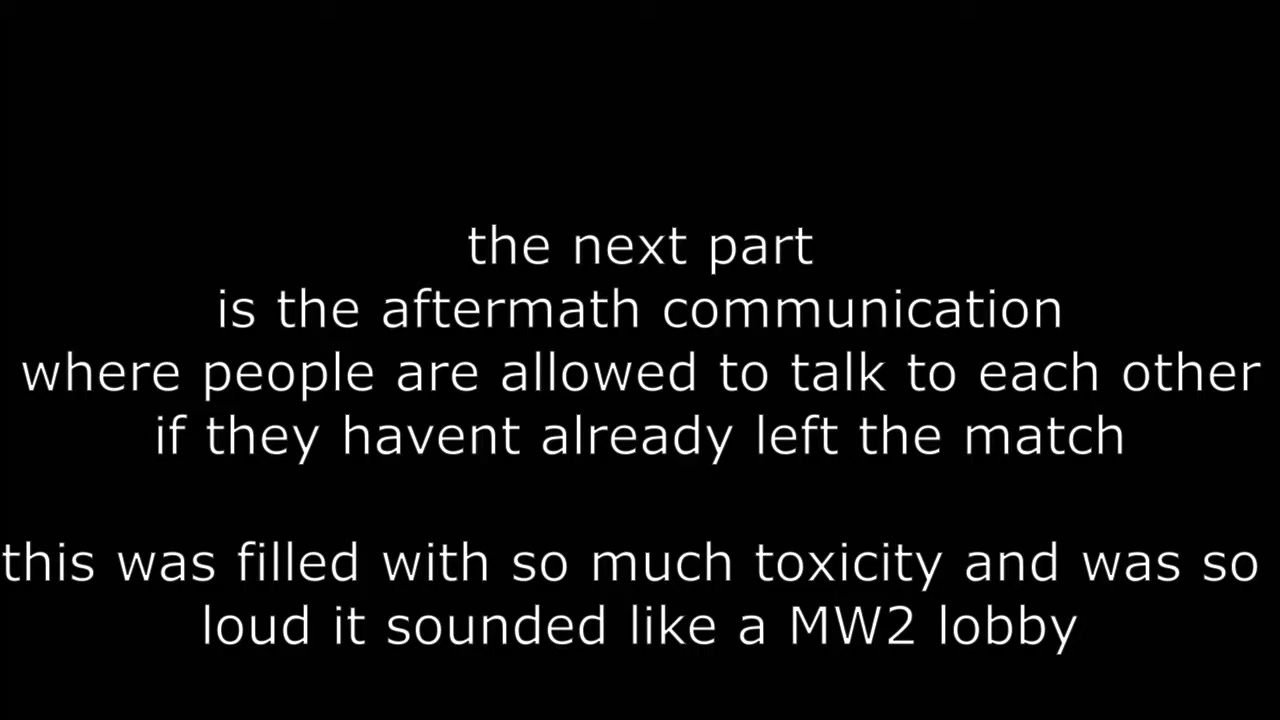 the next part
is the aftermath communication
where people are allowed to talk to each other
if they havent already left the match
this was filled with so much toxicity and was so
loud it sounded like a MW2 lobby